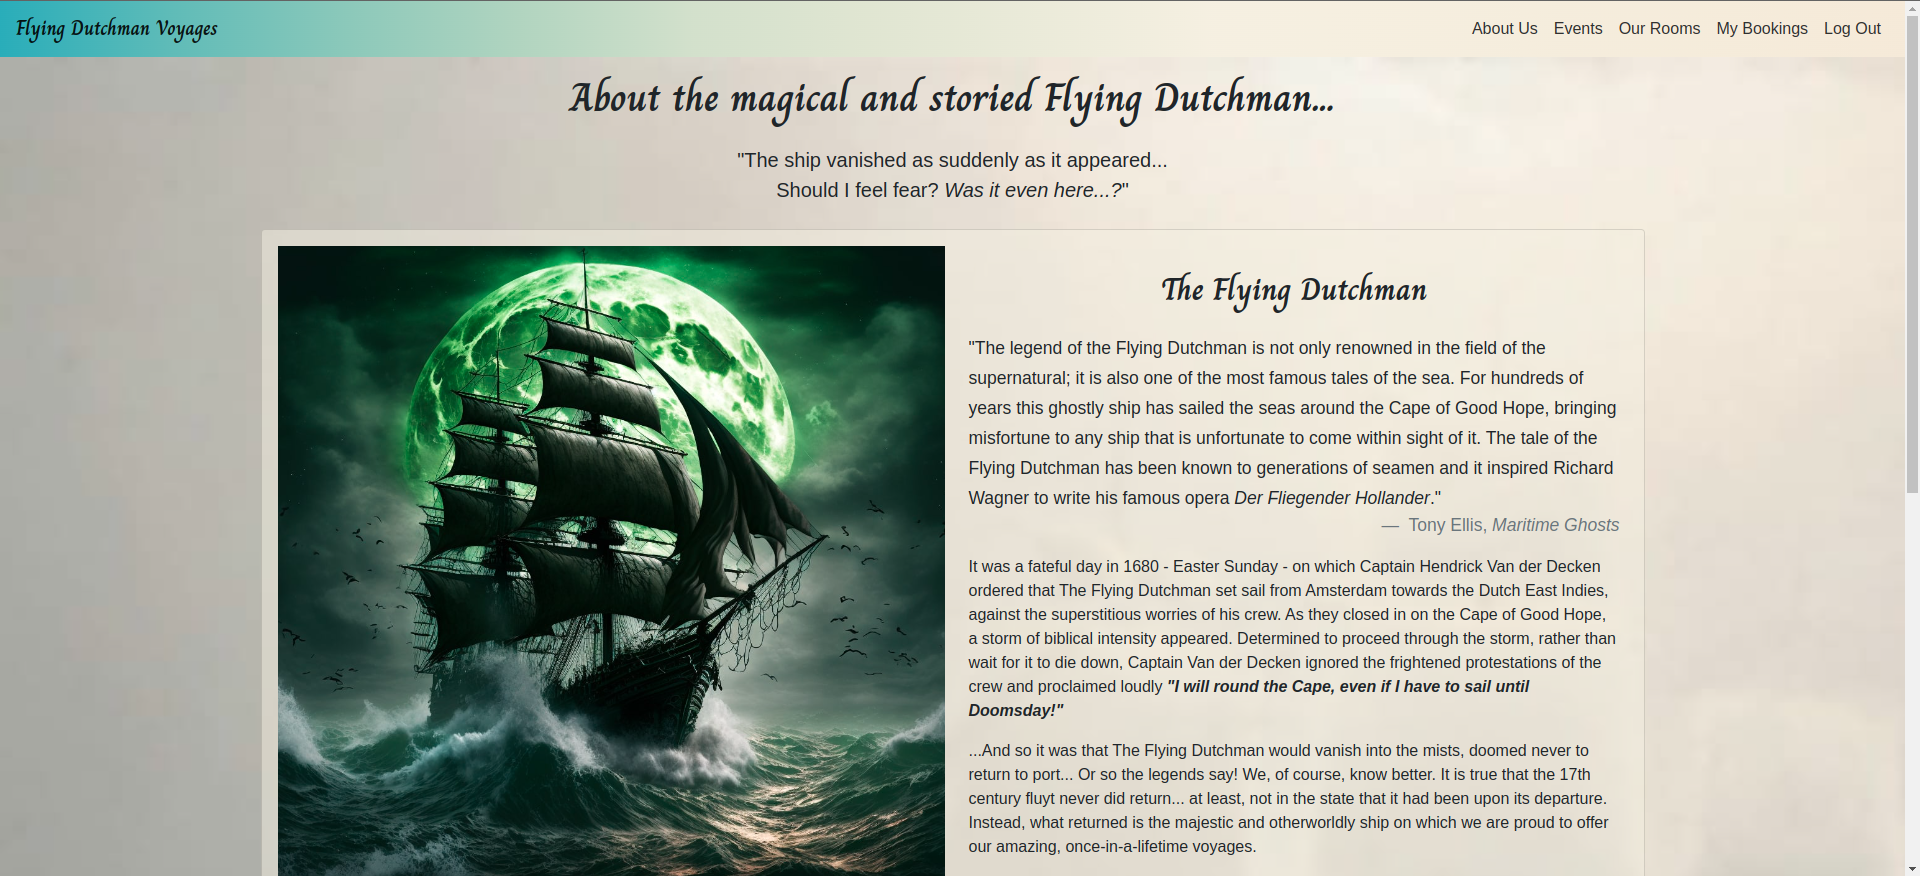 Flying Dutchman Voyages
About Us Events Our Rooms My Bookings Log Out
About the magical and storied Flying Dutchman...
"The ship vanished as suddenly as it appeared...
Should I feel fear? Was it even here...?"
The Flying Dutchman
"The legend of the Flying Dutchman is not only renowned in the field of the
supernatural; it is also one of the most famous tales of the sea. For hundreds of
years this ghostly ship has sailed the seas around the Cape of Good Hope, bringing
misfortune to any ship that is unfortunate to come within sight of it. The tale of the
Flying Dutchman has been known to generations of seamen and it inspired Richard
Wagner to write his famous opera Der Fliegender Hollander."
— Tony Ellis, Maritime Ghosts
It was a fateful day in 1680 - Easter Sunday - on which Captain Hendrick Van der Decken
ordered that The Flying Dutchman set sail from Amsterdam towards the Dutch East Indies,
against the superstitious worries of his crew. As they closed in on the Cape of Good Hope,
a storm of biblical intensity appeared. Determined to proceed through the storm, rather than
wait for it to die down, Captain Van der Decken ignored the frightened protestations of the
crew and proclaimed loudly "I will round the Cape, even if I have to sail until
Doomsday!"
...And so it was that The Flying Dutchman would vanish into the mists, doomed never to
return to port... Or so the legends say! We, of course, know better. It is true that the 17th
century fluyt never did return... at least, not in the state that it had been upon its departure.
Instead, what returned is the majestic and otherworldly ship on which we are proud to offer
our amazing, once-in-a-lifetime voyages.